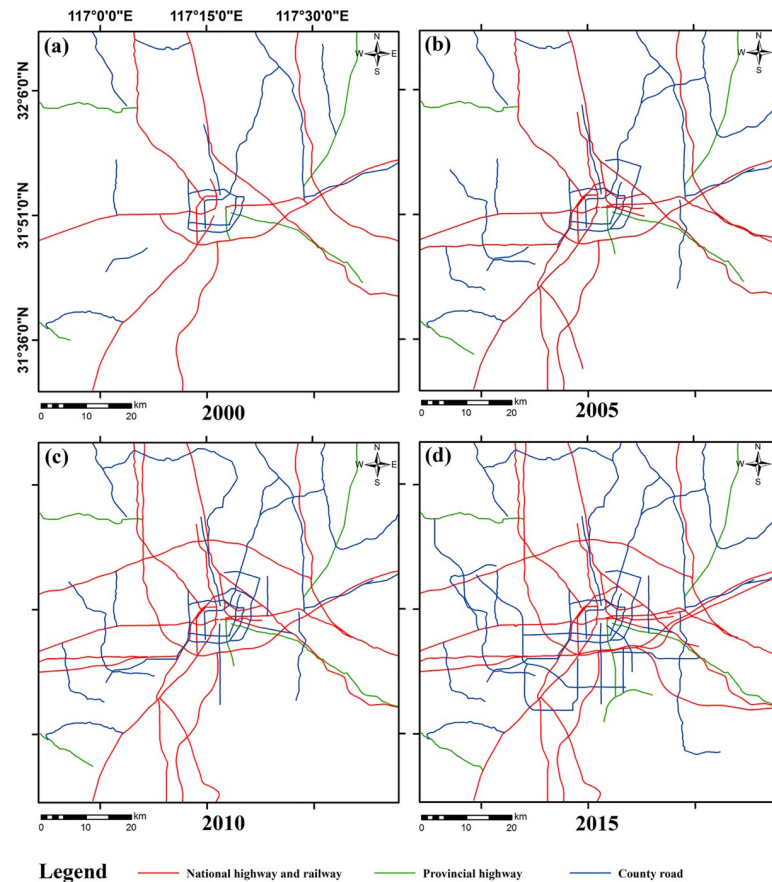 117°0'0"E 117°15'0"E 117°30'0"E
(a)
N
W E
S
32°6'0"N
31°51'0"N
31°36'0"N
km
0 10 20
2000
(b)
N
W E
S
km
0 10 20
2005
(c)
N
W E
S
km
0 10 20
2010
(d)
N
W E
S
km
0 10 20
2015
Legend National highway and railway Provincial highway County road